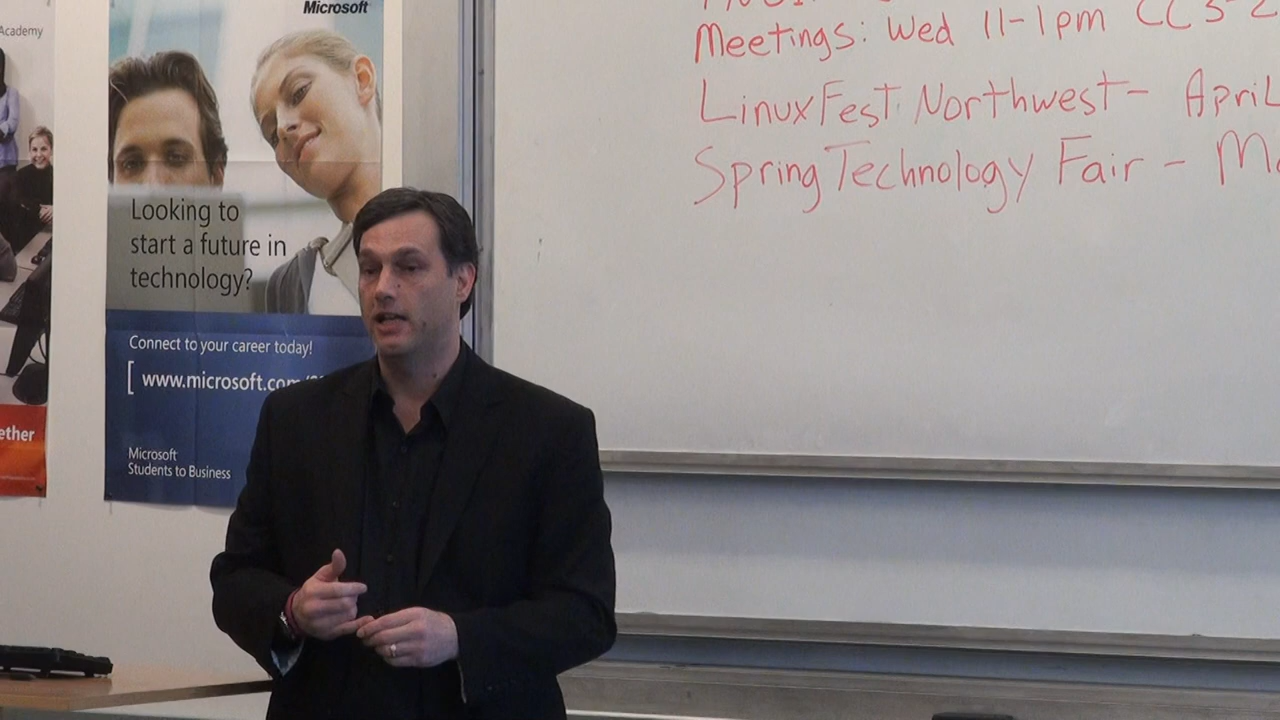 Academy
ether
Microsoft
Looking to
start a future in
technology?
Connect to your career today!
www.microsoft.com
Microsoft
Students to Business
Meetings: Wed 11-1pm
LinuxFest Northwest- April
Spring Technology Fair -